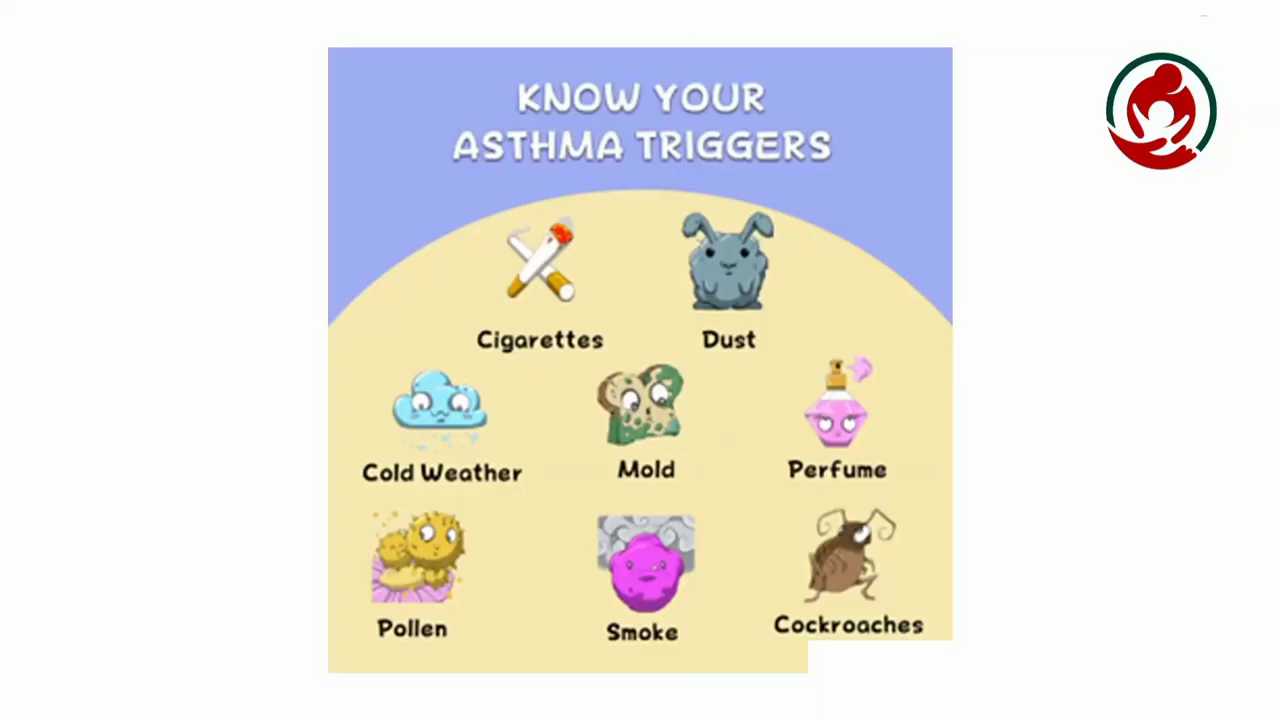 KNOW YOUR
ASTHMA TRIGGERS
Cigarettes
Dust
Cold Weather
Mold
Perfume
Pollen
Smoke
Cockroaches